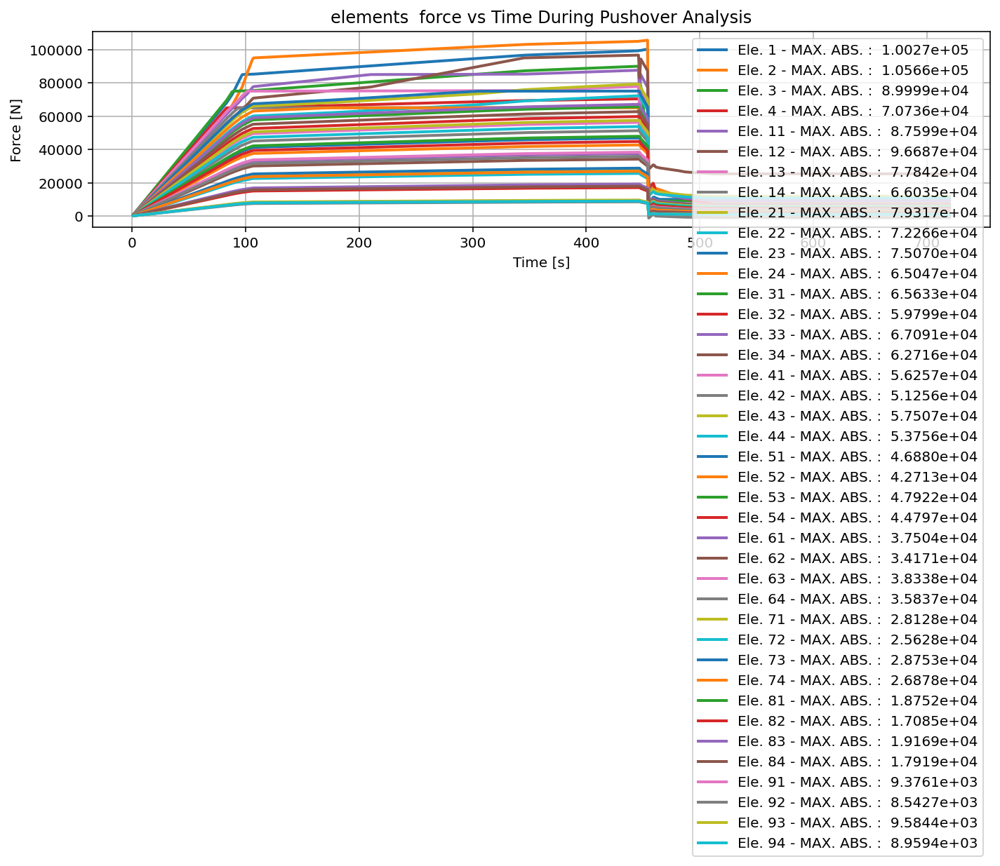 elements  force vs Time During Pushover Analysis
Force [N]
100000
80000
60000
40000
20000
0
0 100 200 300 400 500 600 700
Time [s]
Ele. 1 - MAX. ABS. :  1.0027e+05
Ele. 2 - MAX. ABS. :  1.0566e+05
Ele. 3 - MAX. ABS. :  8.9999e+04
Ele. 4 - MAX. ABS. :  7.0736e+04
Ele. 11 - MAX. ABS. :  8.7599e+04
Ele. 12 - MAX. ABS. :  9.6687e+04
Ele. 13 - MAX. ABS. :  7.7842e+04
Ele. 14 - MAX. ABS. :  6.6035e+04
Ele. 21 - MAX. ABS. :  7.9317e+04
Ele. 22 - MAX. ABS. :  7.2266e+04
Ele. 23 - MAX. ABS. :  7.5070e+04
Ele. 24 - MAX. ABS. :  6.5047e+04
Ele. 31 - MAX. ABS. :  6.5633e+04
Ele. 32 - MAX. ABS. :  5.9799e+04
Ele. 33 - MAX. ABS. :  6.7091e+04
Ele. 34 - MAX. ABS. :  6.2716e+04
Ele. 41 - MAX. ABS. :  5.6257e+04
Ele. 42 - MAX. ABS. :  5.1256e+04
Ele. 43 - MAX. ABS. :  5.7507e+04
Ele. 44 - MAX. ABS. :  5.3756e+04
Ele. 51 - MAX. ABS. :  4.6880e+04
Ele. 52 - MAX. ABS. :  4.2713e+04
Ele. 53 - MAX. ABS. :  4.7922e+04
Ele. 54 - MAX. ABS. :  4.4797e+04
Ele. 61 - MAX. ABS. :  3.7504e+04
Ele. 62 - MAX. ABS. :  3.4171e+04
Ele. 63 - MAX. ABS. :  3.8338e+04
Ele. 64 - MAX. ABS. :  3.5837e+04
Ele. 71 - MAX. ABS. :  2.8128e+04
Ele. 72 - MAX. ABS. :  2.5628e+04
Ele. 73 - MAX. ABS. :  2.8753e+04
Ele. 74 - MAX. ABS. :  2.6878e+04
Ele. 81 - MAX. ABS. :  1.8752e+04
Ele. 82 - MAX. ABS. :  1.7085e+04
Ele. 83 - MAX. ABS. :  1.9169e+04
Ele. 84 - MAX. ABS. :  1.7919e+04
Ele. 91 - MAX. ABS. :  9.3761e+03
Ele. 92 - MAX. ABS. :  8.5427e+03
Ele. 93 - MAX. ABS. :  9.5844e+03
Ele. 94 - MAX. ABS. :  8.9594e+03